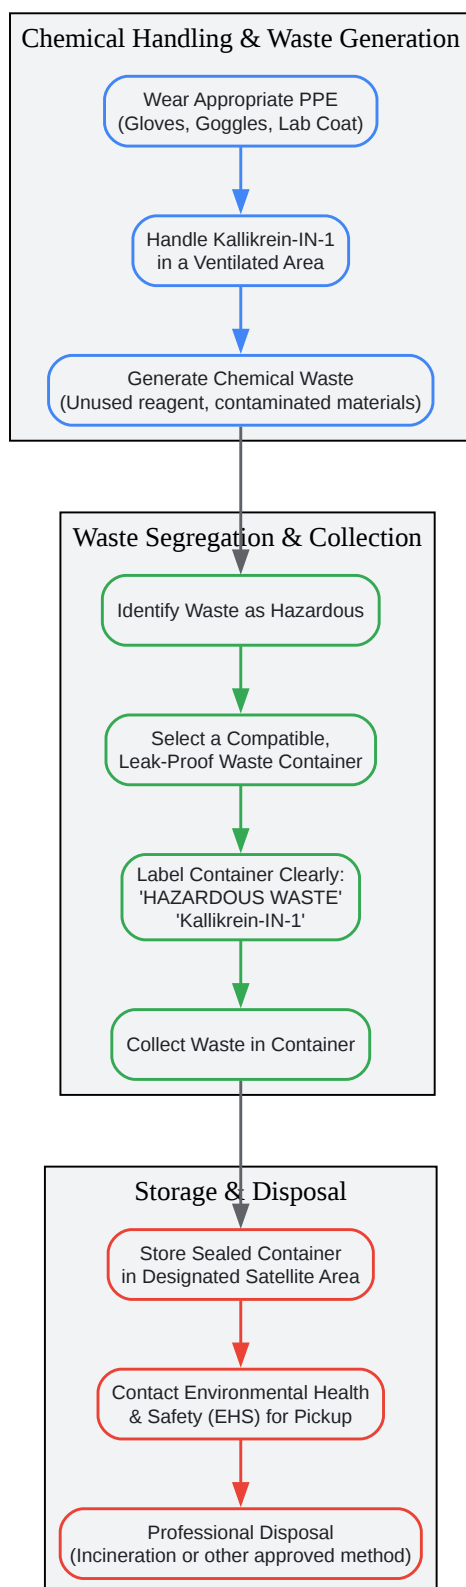 Chemical Handling & Waste Generation
Wear Appropriate PPE
(Gloves, Goggles, Lab Coat)
Handle Kallikrein-IN-1
in a Ventilated Area
Generate Chemical Waste
(Unused reagent, contaminated materials)
Waste Segregation & Collection
Identify Waste as Hazardous
Select a Compatible,
Leak-Proof Waste Container
Label Container Clearly:
'HAZARDOUS WASTE'
'Kallikrein-IN-1'
Collect Waste in Container
Storage & Disposal
Store Sealed Container
in Designated Satellite Area
Contact Environmental Health
& Safety (EHS) for Pickup
Professional Disposal
(Incineration or other approved method)